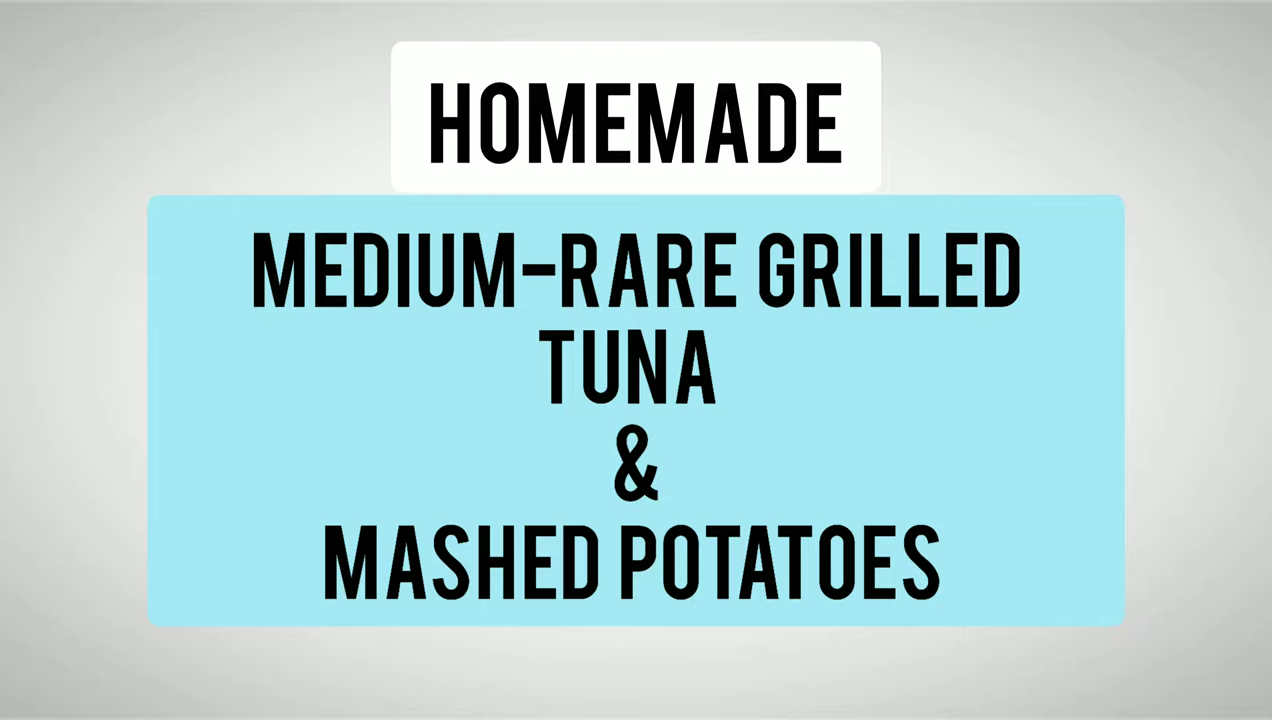 HOMEMADE
MEDIUM-RARE GRILLED
TUNA
&
MASHED POTATOES